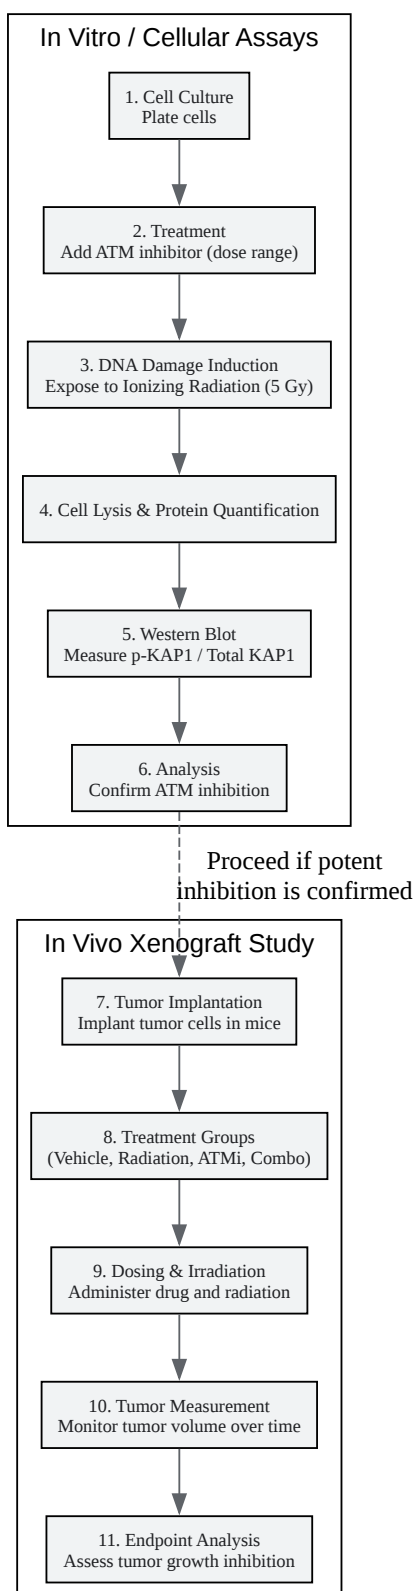 In Vitro / Cellular Assays
1. Cell Culture
Plate cells
2. Treatment
Add ATM inhibitor (dose range)
3. DNA Damage Induction
Expose to Ionizing Radiation (5 Gy)
4. Cell Lysis & Protein Quantification
5. Western Blot
Measure p-KAP1 / Total KAP1
6. Analysis
Confirm ATM inhibition
Proceed if potent
inhibition is confirmed
In Vivo Xenograft Study
7. Tumor Implantation
Implant tumor cells in mice
8. Treatment Groups
(Vehicle, Radiation, ATMi, Combo)
9. Dosing & Irradiation
Administer drug and radiation
10. Tumor Measurement
Monitor tumor volume over time
11. Endpoint Analysis
Assess tumor growth inhibition